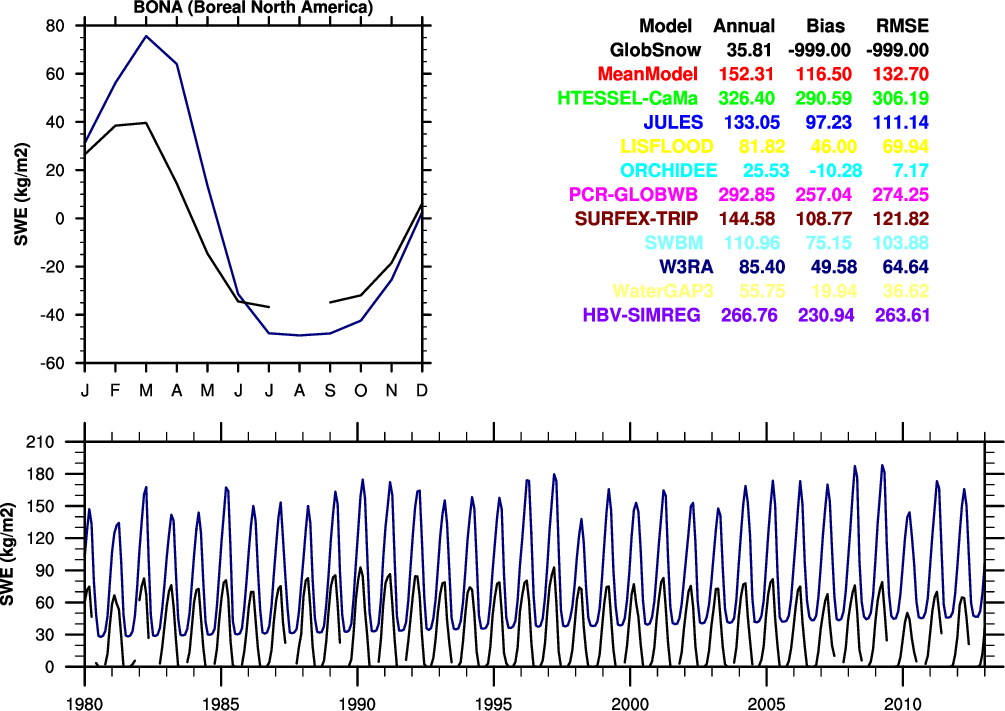 BONA (Boreal North America)
80
60
40
20
0
-20
-40
-60
SWE (kg/m2)
J F M A M J J A S O N D
Model Annual Bias RMSE
GlobSnow 35.81 -999.00 -999.00
MeanModel 152.31 116.50 132.70
HTESSEL-CaMa 326.40 290.59 306.19
JULES 133.05 97.23 111.14
LISFLOOD 81.82 46.00 69.94
ORCHIDEE 25.53 -10.28 7.17
PCR-GLOBWB 292.85 257.04 274.25
SURFEX-TRIP 144.58 108.77 121.82
SWBM 110.96 75.15 103.88
W3RA 85.40 49.58 64.64
WaterGAP3 55.75 19.94 36.62
HBV-SIMREG 266.76 230.94 263.61
210
180
150
120
90
60
30
0
SWE (kg/m2)
1980 1985 1990 1995 2000 2005 2010